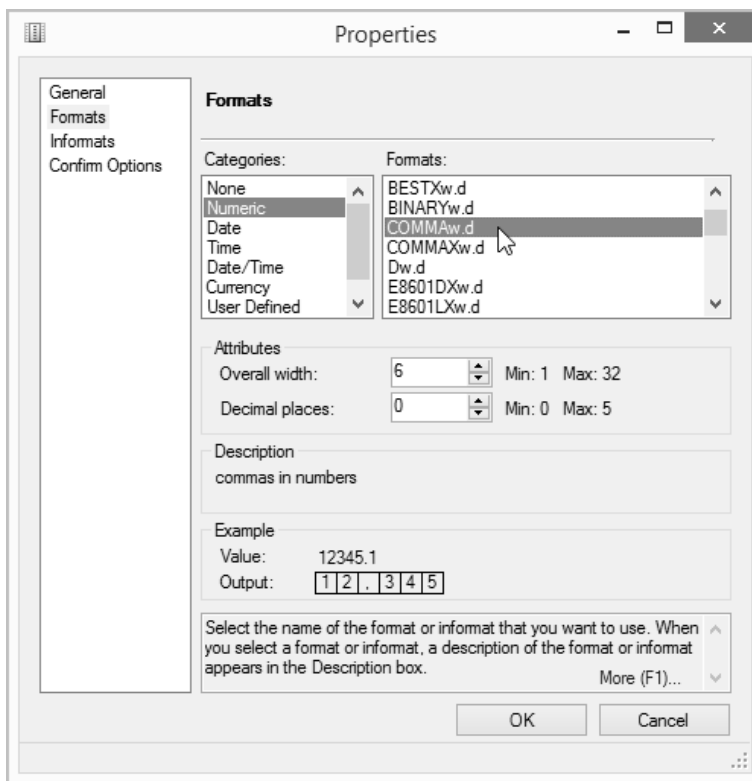 Properties
General
Formats
Informats
Confirm Options
Formats
Categories:
None
Numeric
Date
Time
Date/Time
Currency
User Defined
Formats:
BESTXw.d
BINARYw.d
COMMAw.d
COMMAXw.d
Dw.d
E8601DXw.d
E8601LXw.d
Attributes
Overall width: 6 Min: 1 Max: 32
Decimal places: 0 Min: 0 Max: 5
Description
commas in numbers
Example
Value: 12345.1
Output: 12,345
Select the name of the format or informat that you want to use. When
you select a format or informat, a description of the format or informat
appears in the Description box.
More (F1)...
OK Cancel